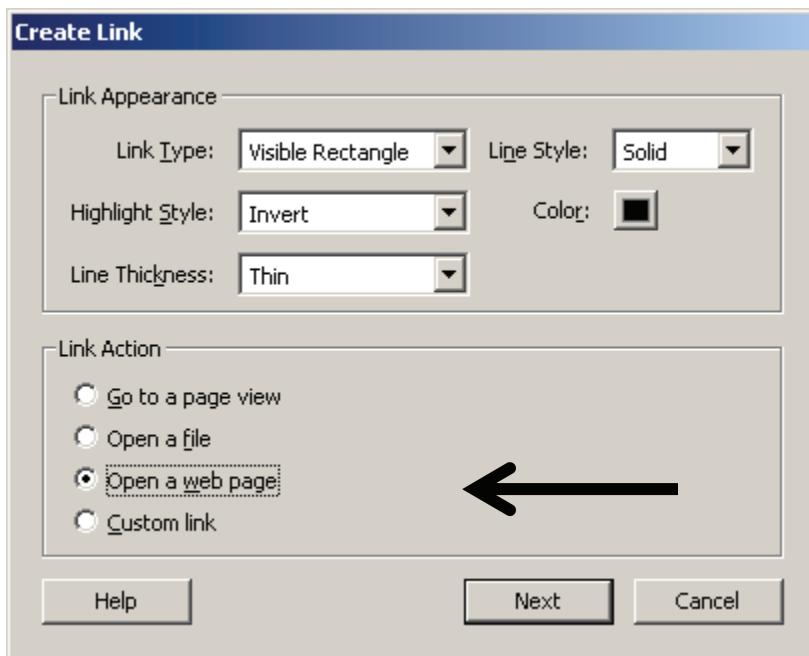 Create Link
Link Appearance
Link Type: Visible Rectangle Line Style: Solid
Highlight Style: Invert Color:
Line Thickness: Thin
Link Action
Go to a page view
Open a file
Open a web page
Custom link
Help Next Cancel